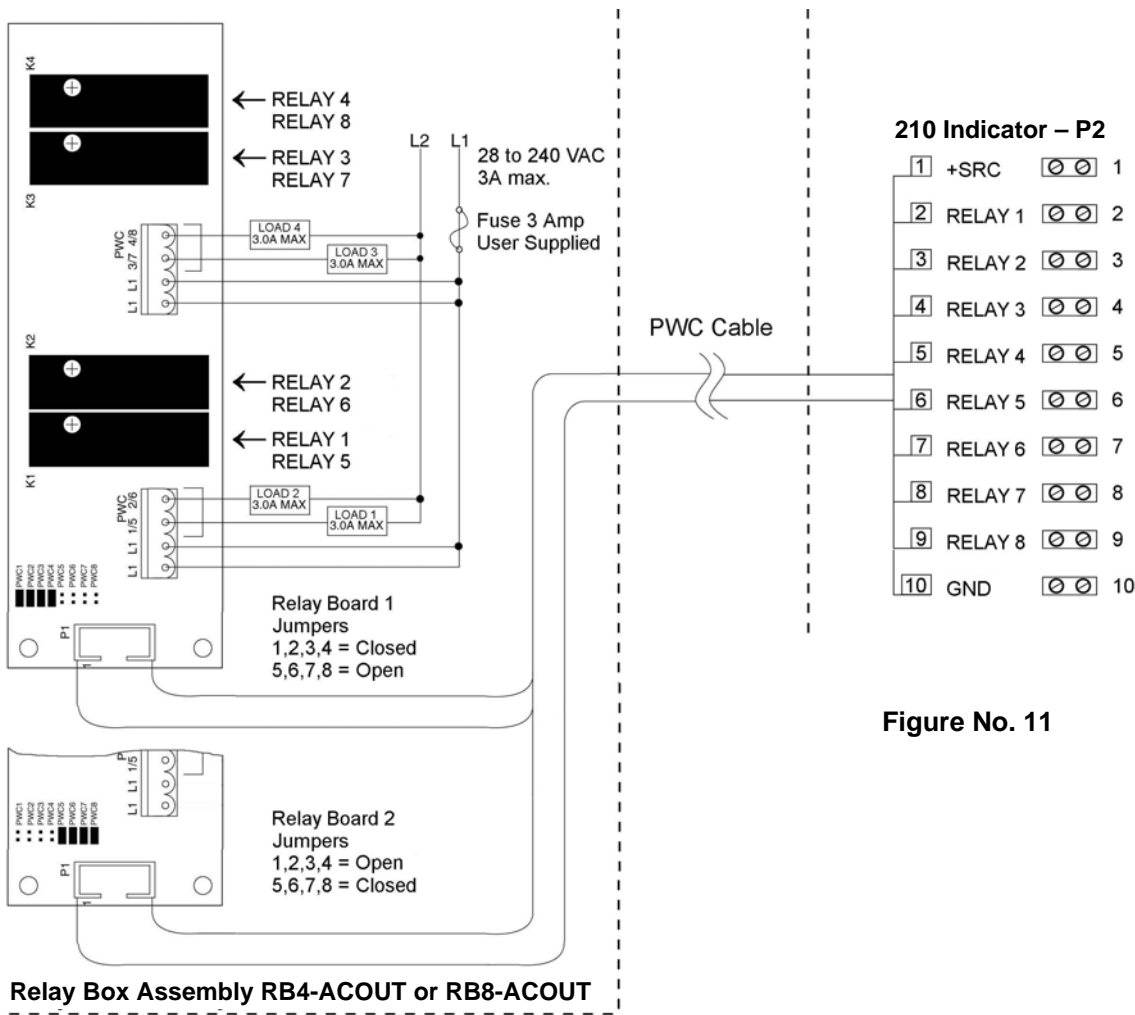 K4
← RELAY 4
RELAY 8
← RELAY 3
RELAY 7
K3
L2 L1
28 to 240 VAC
3A max.
Fuse 3 Amp
User Supplied
PWC
4/8
3/7
L1
L1
LOAD 4
3.0A MAX
LOAD 3
3.0A MAX
K2
← RELAY 2
RELAY 6
← RELAY 1
RELAY 5
K1
PWC
2/6
1/5
L1
L1
LOAD 2
3.0A MAX
LOAD 1
3.0A MAX
PWC1
PWC2
PWC3
PWC4
PWC5
PWC6
PWC7
PWC8
P1
1
Relay Board 1
Jumpers
1,2,3,4 = Closed
5,6,7,8 = Open
P
1/5
L1
L1
PWC1
PWC2
PWC3
PWC4
PWC5
PWC6
PWC7
PWC8
P1
1
Relay Board 2
Jumpers
1,2,3,4 = Open
5,6,7,8 = Closed
Relay Box Assembly RB4-ACOUT or RB8-ACOUT
PWC Cable
210 Indicator – P2
1 +SRC 1
2 RELAY 1 2
3 RELAY 2 3
4 RELAY 3 4
5 RELAY 4 5
6 RELAY 5 6
7 RELAY 6 7
8 RELAY 7 8
9 RELAY 8 9
10 GND 10
Figure No. 11